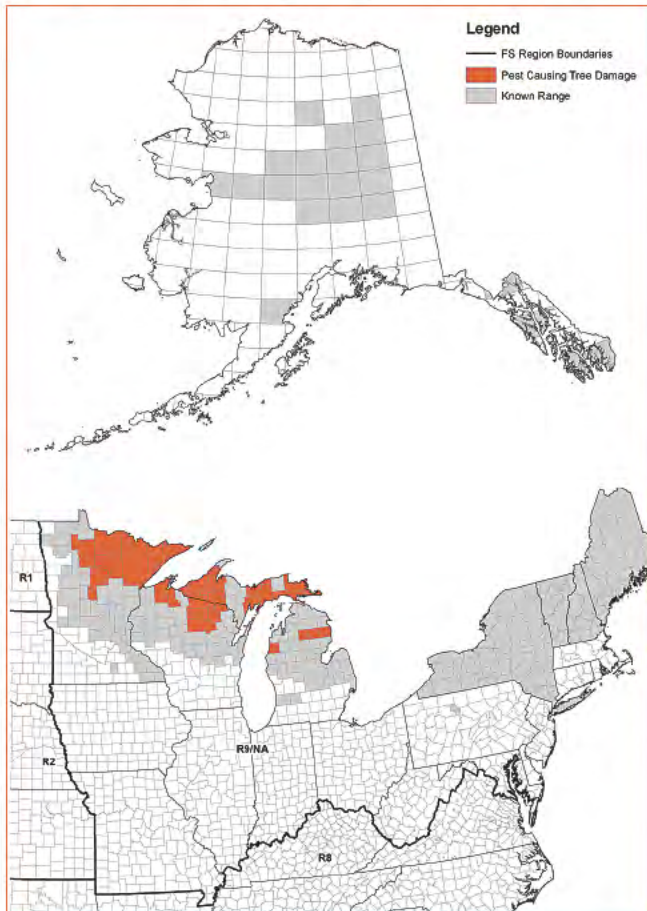 Legend
FS Region Boundaries
Pest Causing Tree Damage
Known Range
R1
R2
R9/NA
R8